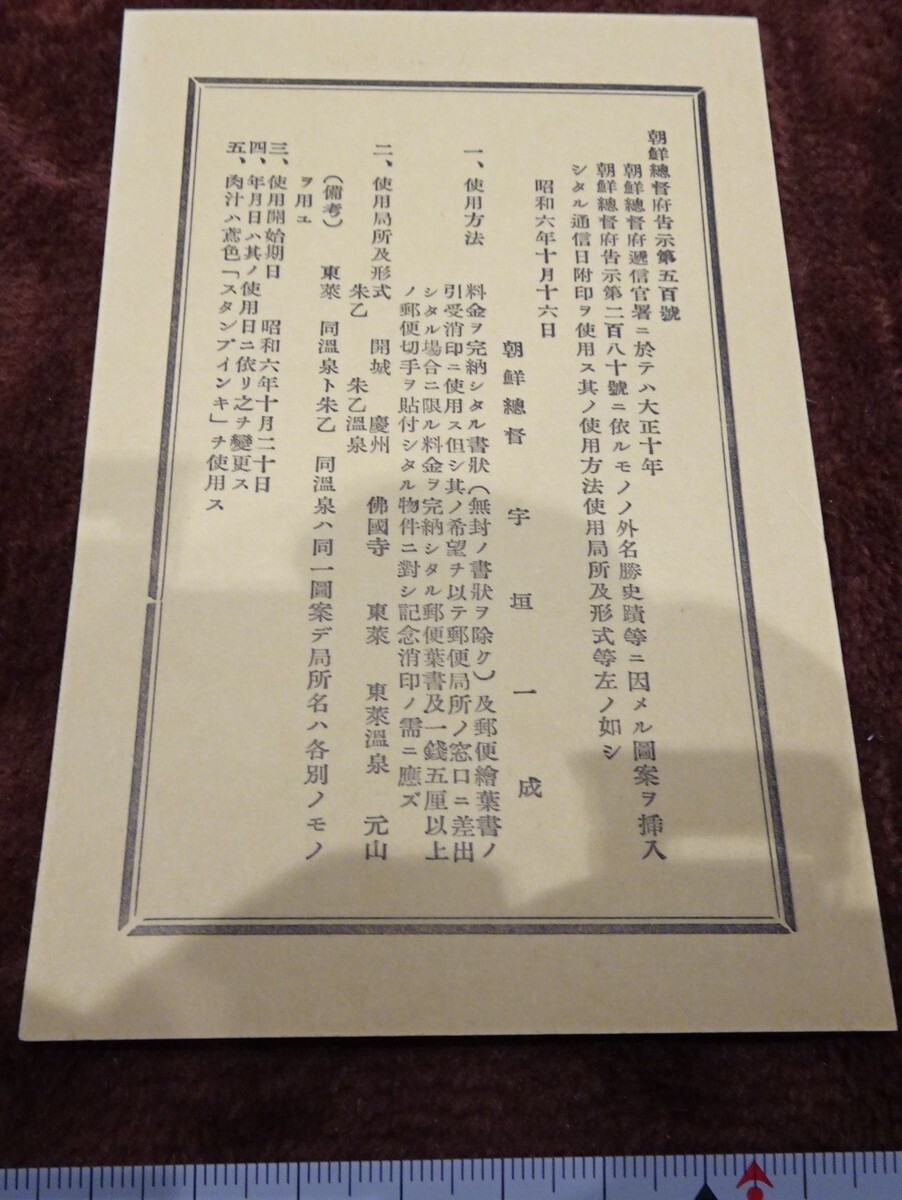 朝鮮總督府告示第五百號
朝鮮總督府遞信官署ニ於テハ大正十年
朝鮮總督府告示第二百八十號ニ依ルモノノ外名勝史蹟等ニ因メル圖案ヲ揷入
シタル通信日附印ヲ使用ス其ノ使用方法使用局所及形式等左ノ如シ
昭和六年十月十六日
朝鮮總督 宇垣一成
一、使用方法 料金ヲ完納シタル書狀(無封ノ書狀ヲ除ク)及郵便繪葉書ノ
引受消印ニ使用ス但シ其ノ希望チ以テ郵便局所ノ窓口ニ差出
シタル場合ニ限ル料金ヲ完納シタル郵便葉書及一錢五厘以上
ノ郵便切手ヲ貼付シタル物件ニ對シ記念消印ノ需ニ應ズ
二、使用局所及形式 開城 慶州 佛國寺 東萊 東萊溫泉 元山
朱乙 朱乙溫泉
(備考) 東萊 同溫泉ト朱乙 同溫泉ハ同一圖案デ局所名ハ各別ノモノ
ヲ用ユ
三、使用開始期日 昭和六年十月二十日
四、年月日ハ其ノ使用日ニ依リ之チ變更ス
五、肉汁ハ鳶色「スタンプインキ」チ使用ス